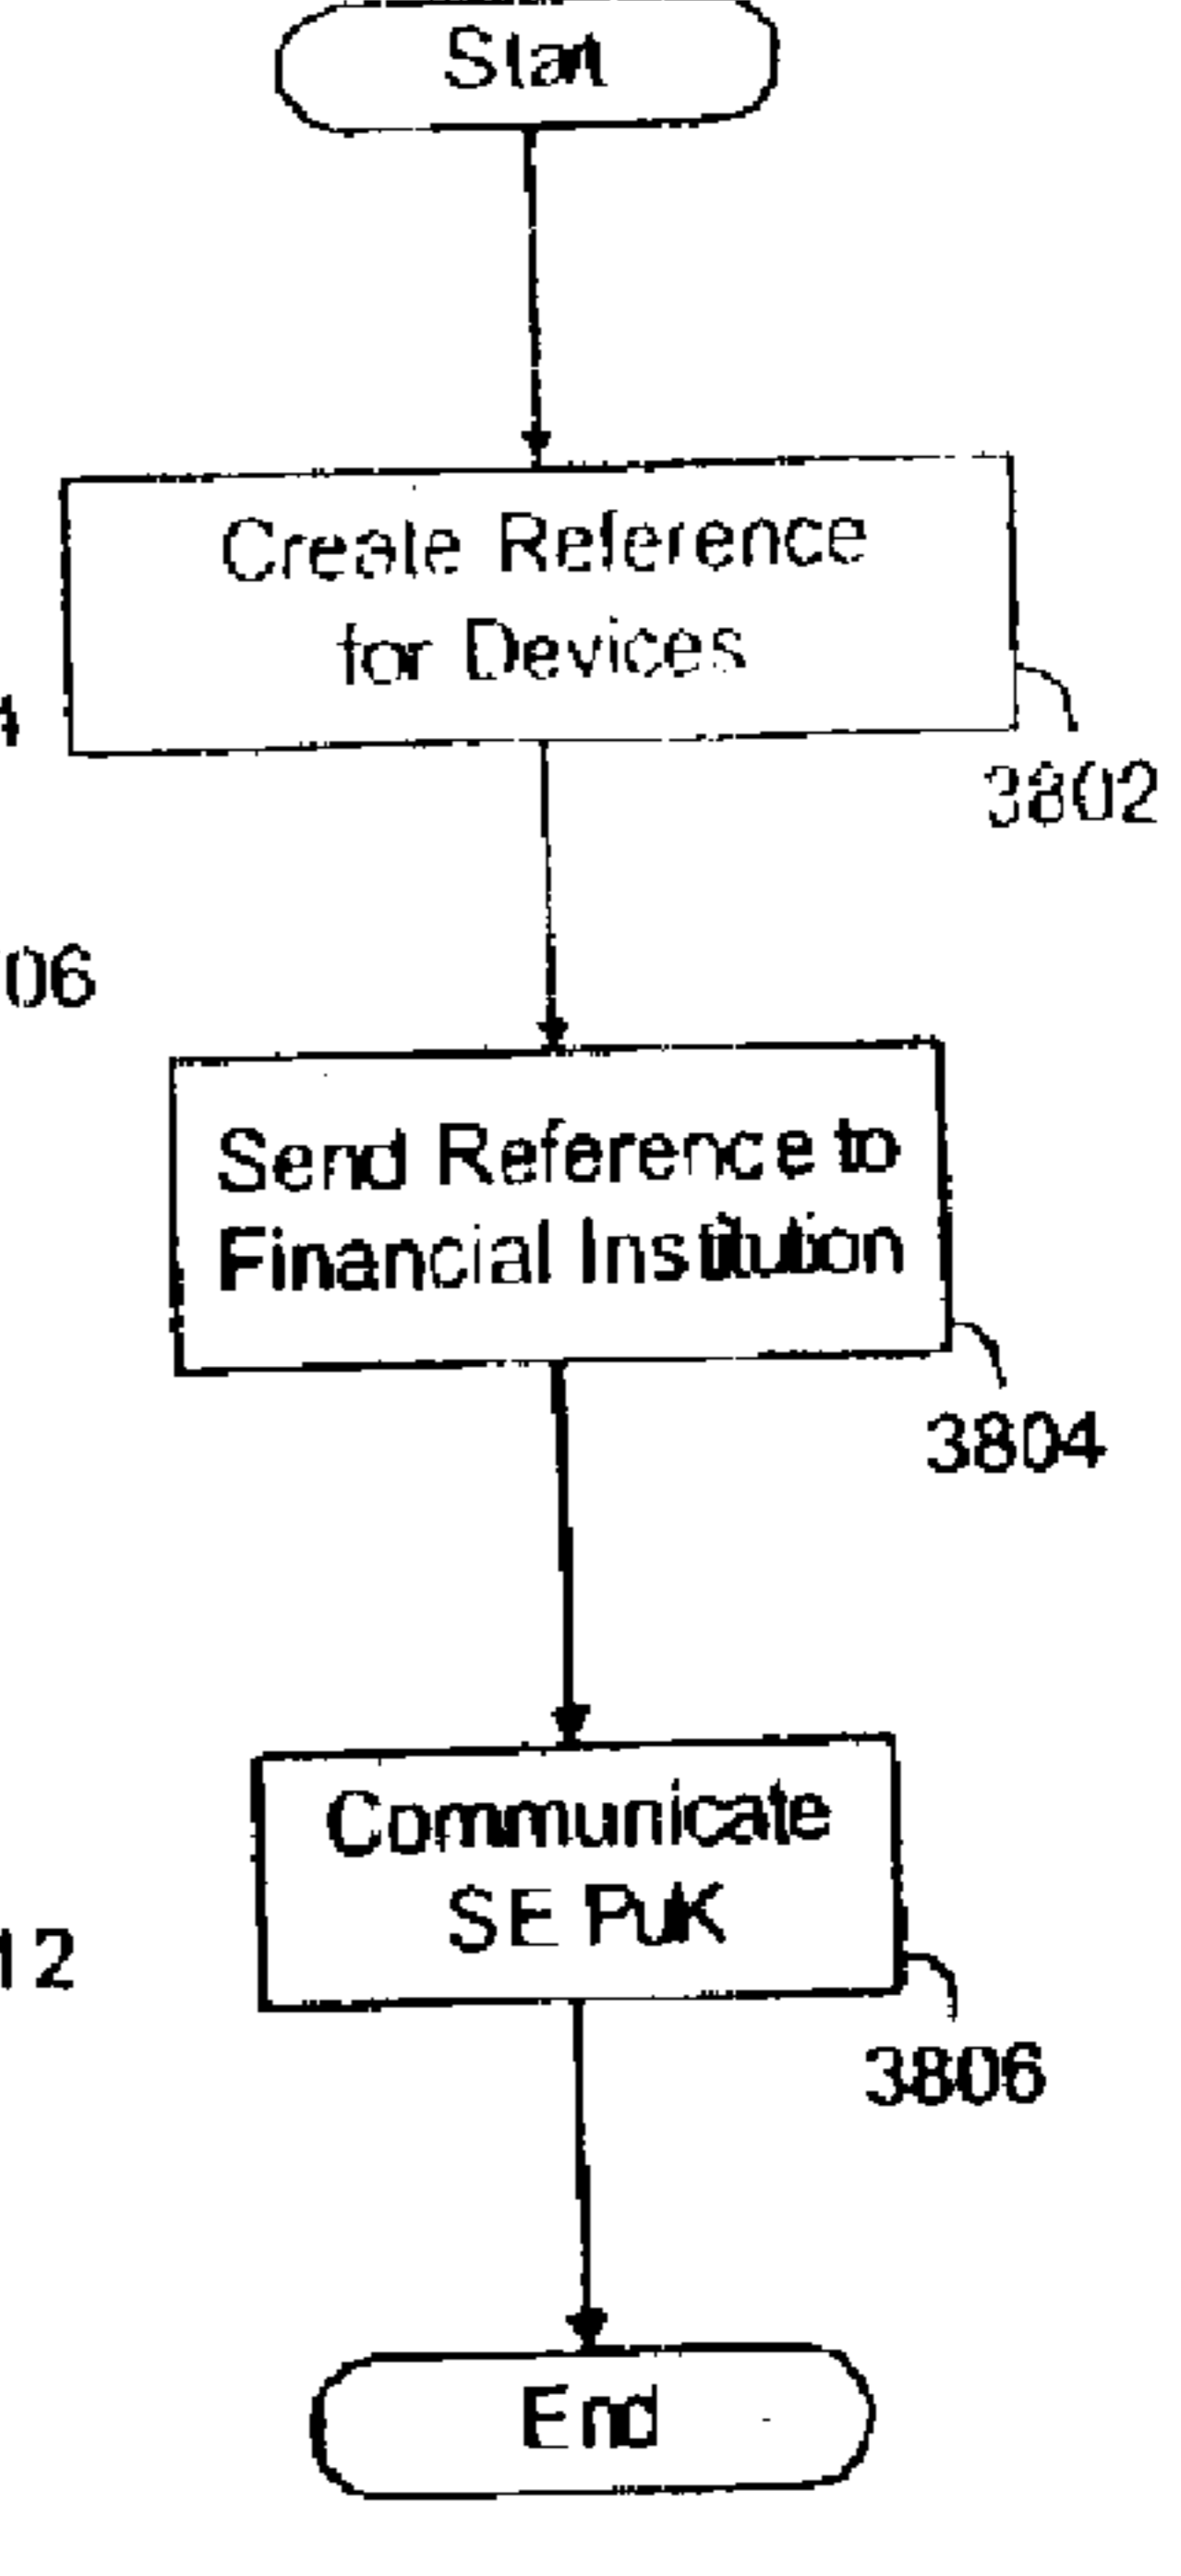 Start
Create Reference
for Devices
4
3802
06
Send Reference to
Financial Institution
3804
Communicate
SE PuK
12
3806
End